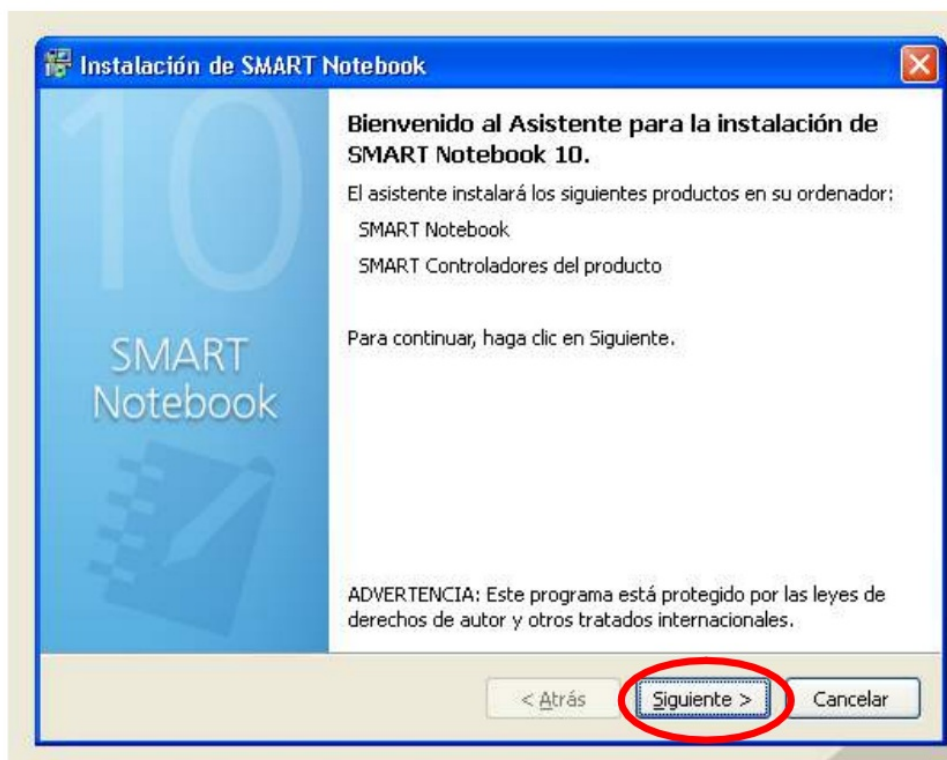 Instalación de SMART Notebook
10
SMART
Notebook
Bienvenido al Asistente para la instalación de
SMART Notebook 10.
El asistente instalará los siguientes productos en su ordenador:
SMART Notebook
SMART Controladores del producto
Para continuar, haga clic en Siguiente.
ADVERTENCIA: Este programa está protegido por las leyes de
derechos de autor y otros tratados internacionales.
< Atrás Siguiente > Cancelar